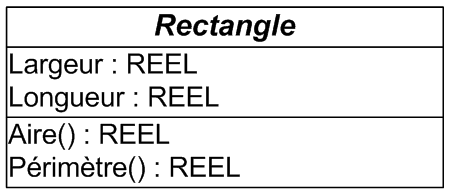 Rectangle
Largeur : REEL
Longueur : REEL
Aire() : REEL
Périmètre() : REEL